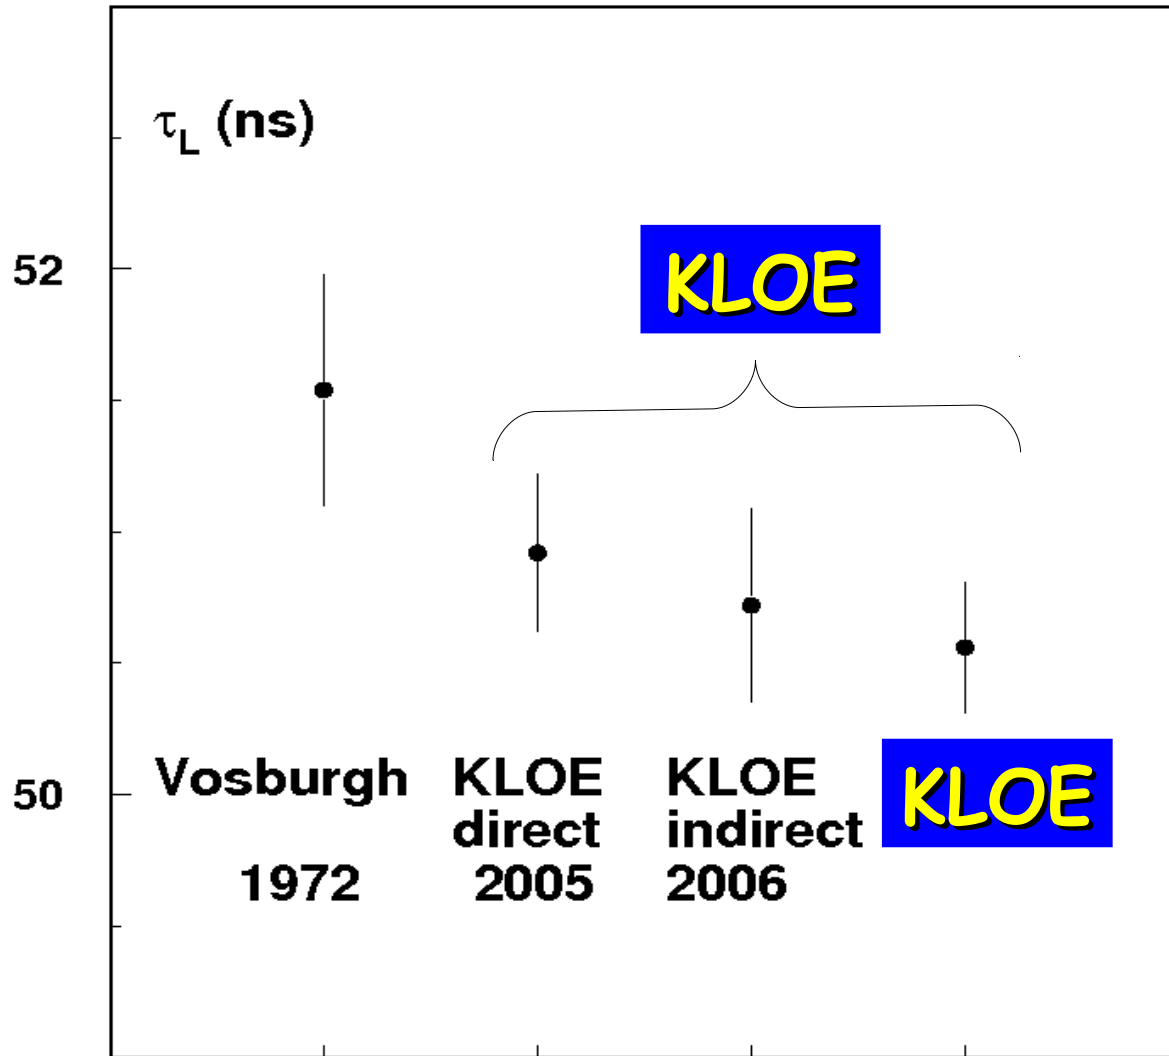 τL (ns)
52
KLOE
50
Vosburgh
1972
KLOE
direct
2005
KLOE
indirect
2006
KLOE